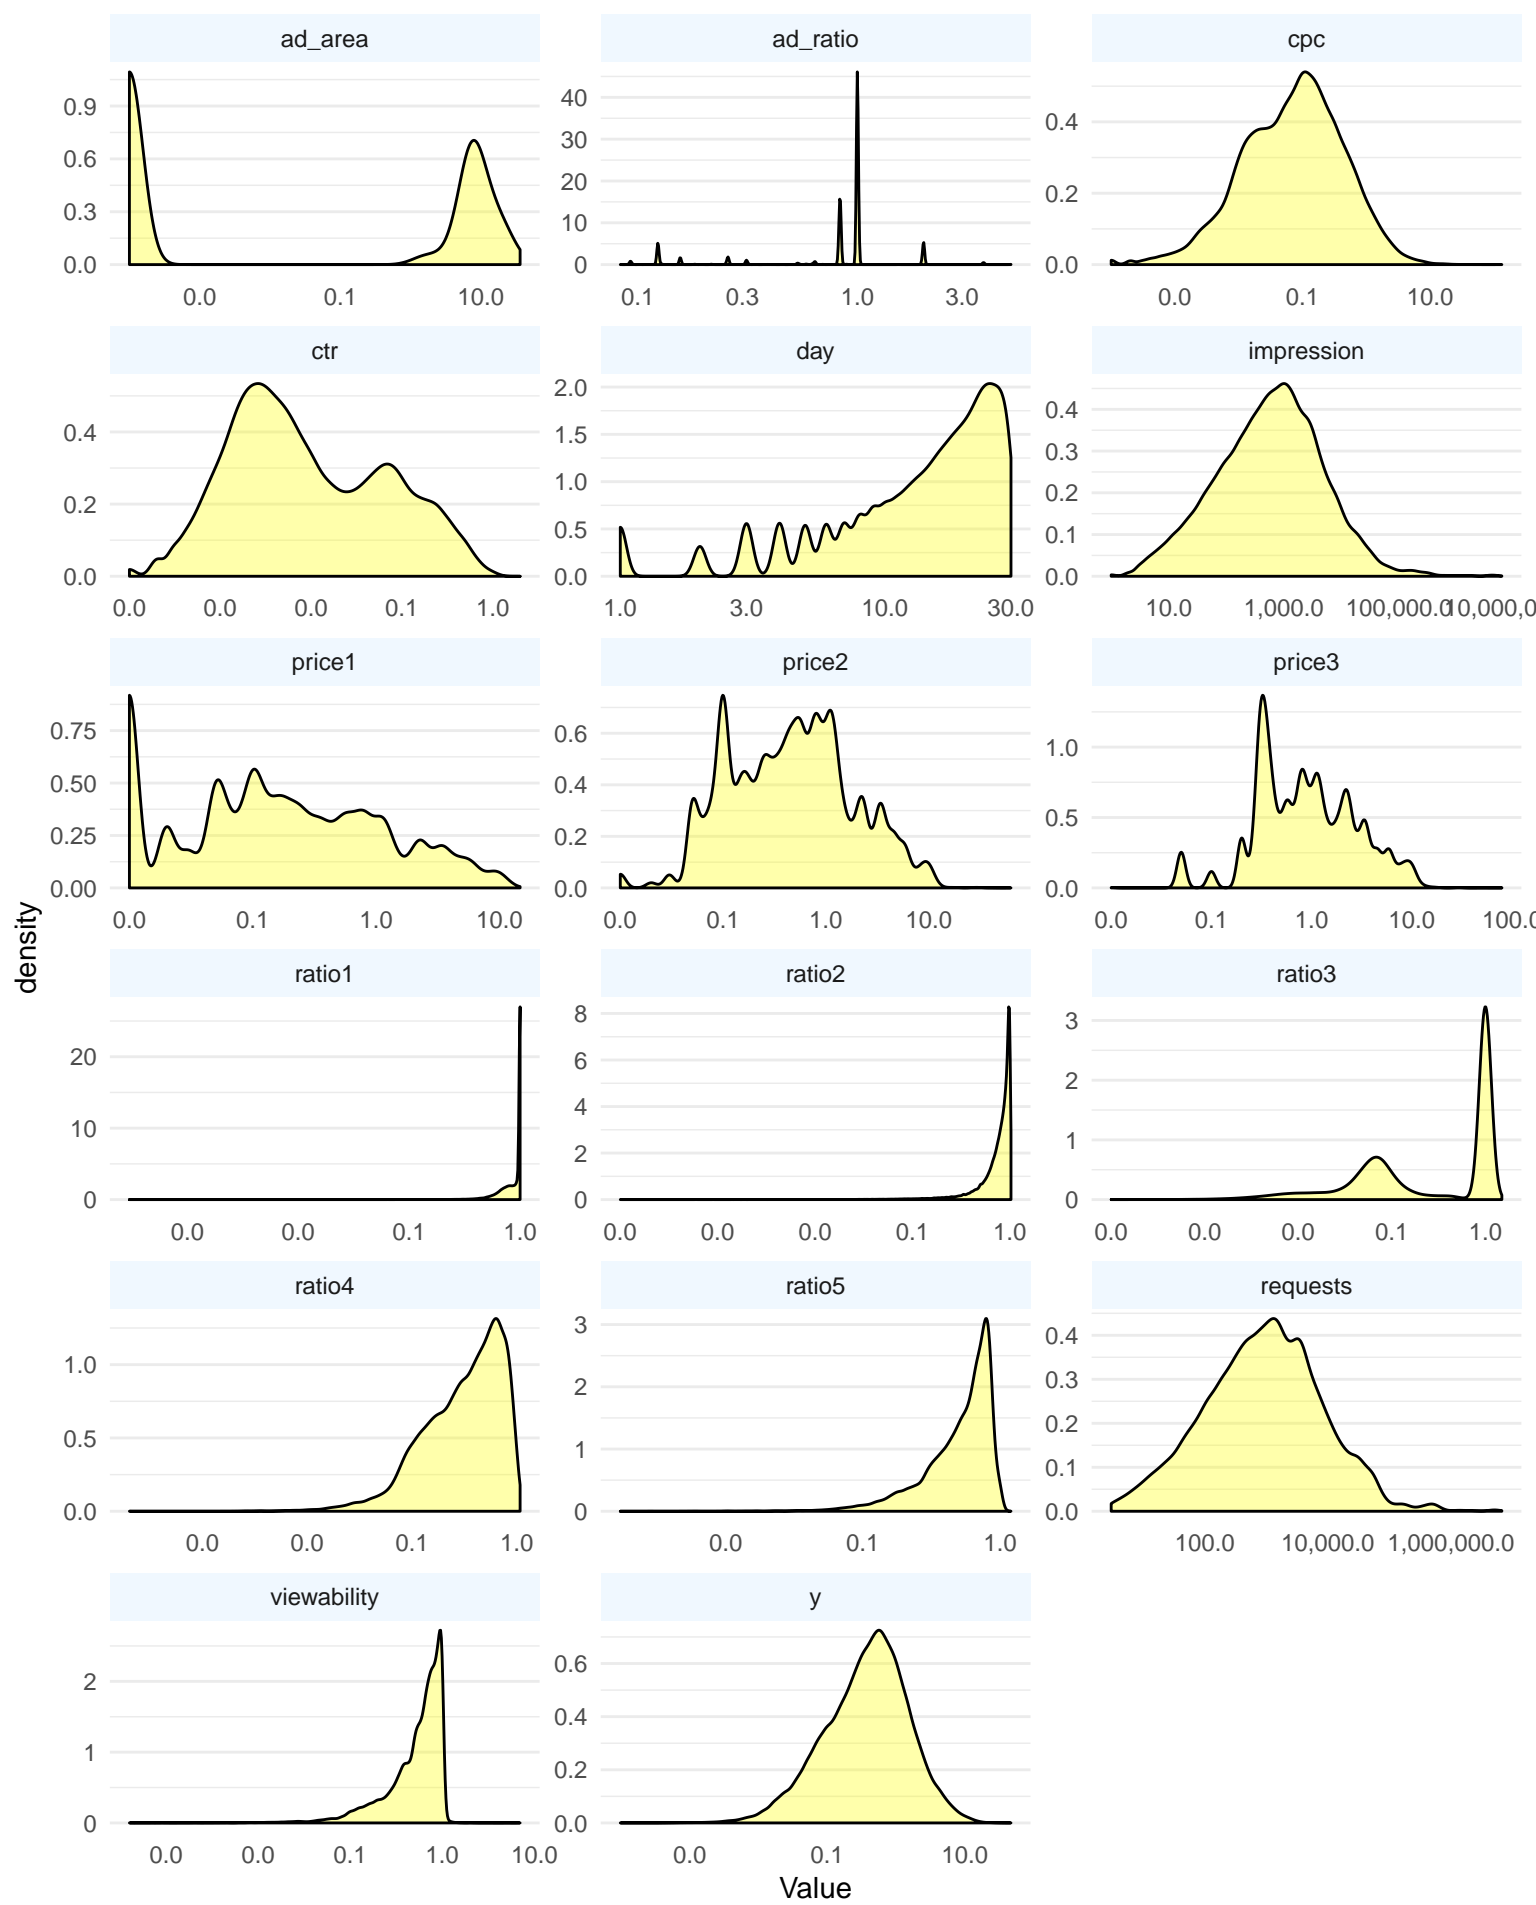 ad_area ad_ratio cpc
0.9
0.6
0.3
0.0
40
30
20
10
0
0.4
0.2
0.0
0.0 0.1 10.0
0.1 0.3 1.0 3.0
0.0 0.1 10.0
ctr day impression
0.4
0.2
0.0
2.0
1.5
1.0
0.5
0.0
0.4
0.3
0.2
0.1
0.0
0.0 0.0 0.0 0.1 1.0
1.0 3.0 10.0 30.0
10.0 1,000.0 100,000.0 10,000,0
price1 price2 price3
0.75
0.50
0.25
0.00
0.6
0.4
0.2
0.0
1.0
0.5
0.0
0.0 0.1 1.0 10.0
0.0 0.1 1.0 10.0
0.0 0.1 1.0 10.0 100.0
density
ratio1 ratio2 ratio3
20
10
0
8
6
4
2
0
3
2
1
0
0.0 0.0 0.1 1.0
0.0 0.0 0.0 0.1 1.0
0.0 0.0 0.0 0.1 1.0
ratio4 ratio5 requests
1.0
0.5
0.0
3
2
1
0
0.4
0.3
0.2
0.1
0.0
0.0 0.0 0.1 1.0
0.0 0.1 1.0
100.0 10,000.0 1,000,000.0
viewability y
2
1
0
0.6
0.4
0.2
0.0
0.0 0.0 0.1 1.0 10.0
0.0 0.1 10.0
Value